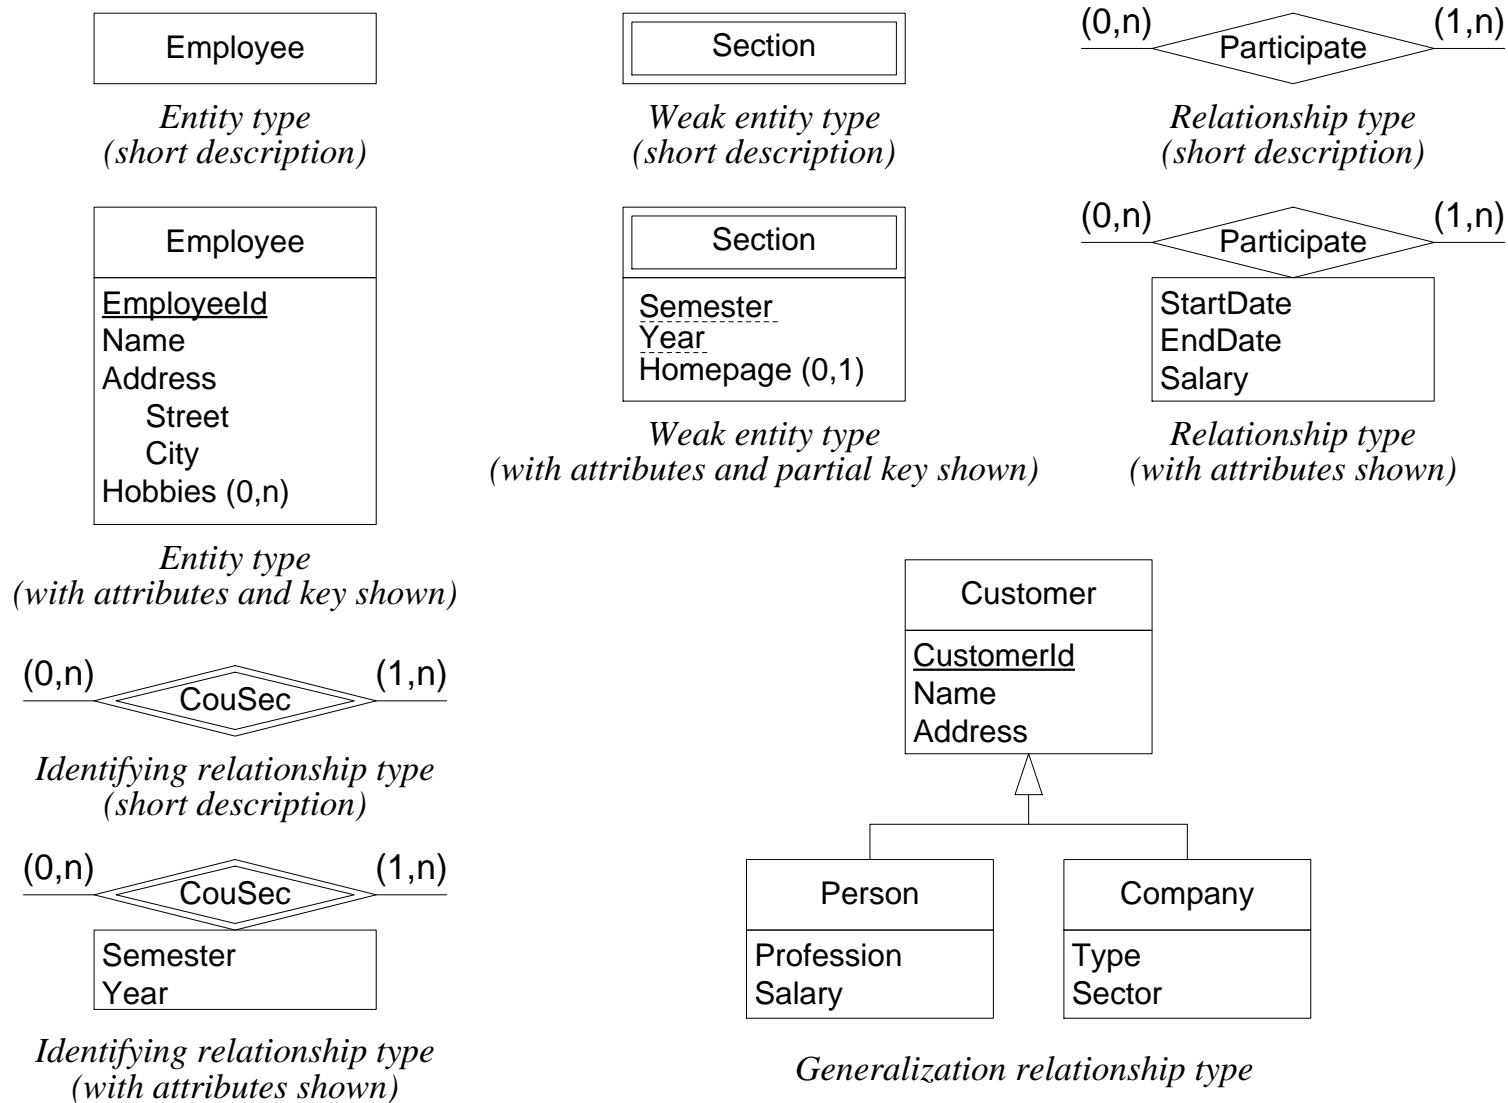 Employee
Entity type
(short description)
Section
Weak entity type
(short description)
(0,n)
Participate
(1,n)
Relationship type
(short description)
Employee
EmployeeId
Name
Address
Street
City
Hobbies (0,n)
Entity type
(with attributes and key shown)
Section
Semester
Year
Homepage (0,1)
Weak entity type
(with attributes and partial key shown)
(0,n)
Participate
(1,n)
StartDate
EndDate
Salary
Relationship type
(with attributes shown)
(0,n)
CouSec
(1,n)
Identifying relationship type
(short description)
(0,n)
CouSec
(1,n)
Semester
Year
Identifying relationship type
(with attributes shown)
Customer
CustomerId
Name
Address
Person
Profession
Salary
Company
Type
Sector
Generalization relationship type